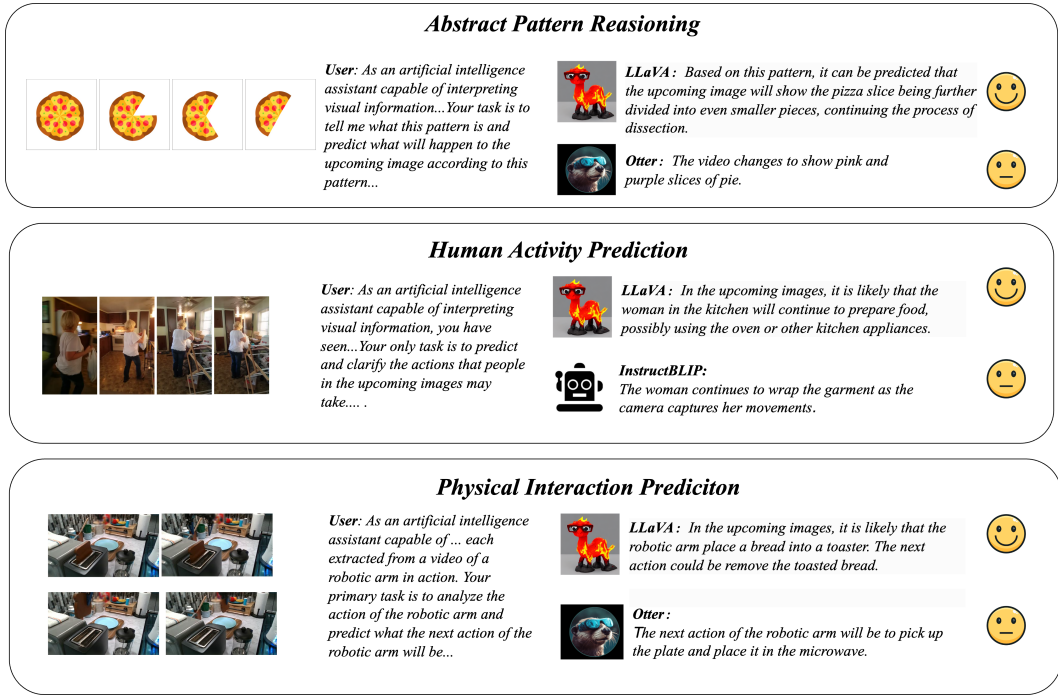 Abstract Pattern Reasioning
User: As an artificial intelligence
assistant capable of interpreting
visual information...Your task is to
tell me what this pattern is and
predict what will happen to the
upcoming image according to this
pattern...
LLaVA: Based on this pattern, it can be predicted that
the upcoming image will show the pizza slice being further
divided into even smaller pieces, continuing the process of
dissection.
Otter: The video changes to show pink and
purple slices of pie.
Human Activity Prediction
User: As an artificial intelligence
assistant capable of interpreting
visual information, you have
seen...Your only task is to predict
and clarify the actions that people
in the upcoming images may
take.... .
LLaVA: In the upcoming images, it is likely that the
woman in the kitchen will continue to prepare food,
possibly using the oven or other kitchen appliances.
InstructBLIP:
The woman continues to wrap the garment as the
camera captures her movements.
Physical Interaction Prediciton
User: As an artificial intelligence
assistant capable of ... each
extracted from a video of a
robotic arm in action. Your
primary task is to analyze the
action of the robotic arm and
predict what the next action of the
robotic arm will be...
LLaVA: In the upcoming images, it is likely that the
robotic arm place a bread into a toaster. The next
action could be remove the toasted bread.
Otter:
The next action of the robotic arm will be to pick up
the plate and place it in the microwave.